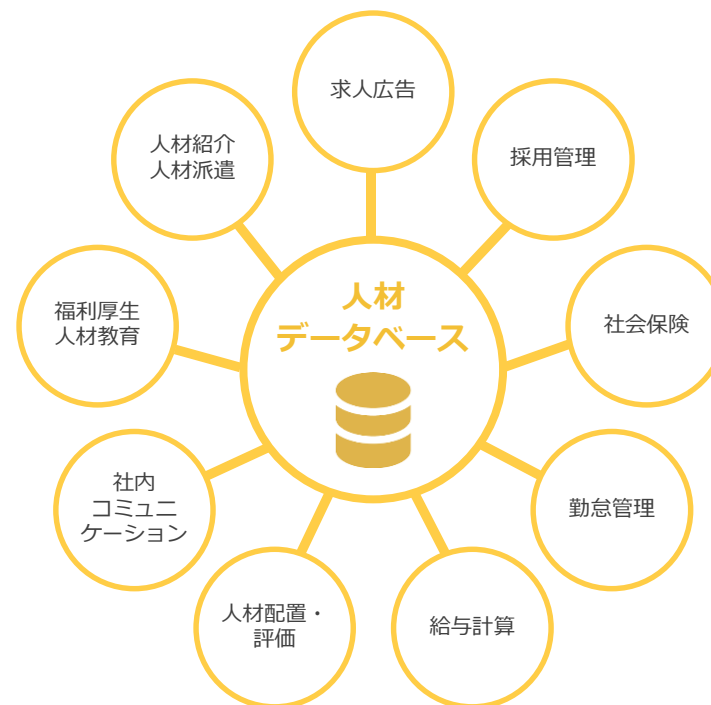 求人広告
採用管理
社会保険
勤怠管理
給与計算
人材配置・
評価
社内
コミュニ
ケーション
福利厚生
人材教育
人材紹介
人材派遣
人材
データベース